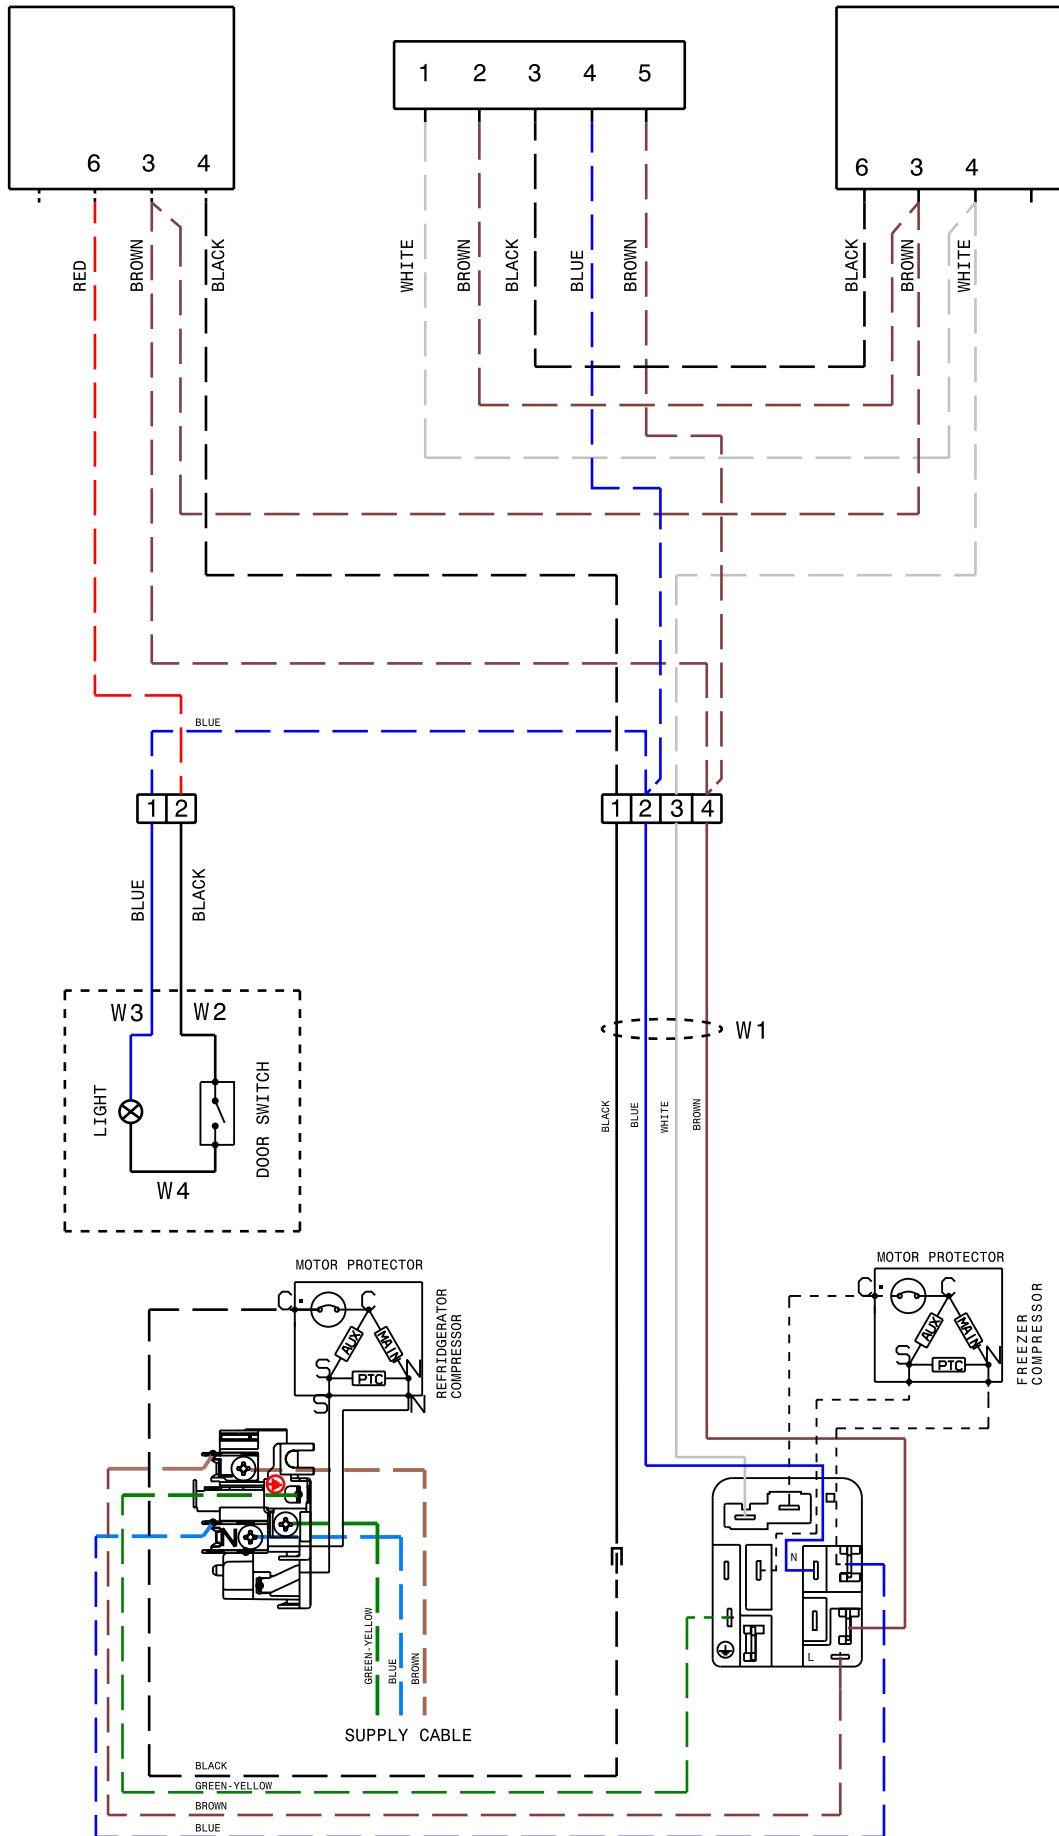 1 2 3 4 5
6 3 4
6 3 4
RED
BROWN
BLACK
WHITE
BROWN
BLACK
BLUE
BROWN
BLACK
BROWN
WHITE
BLUE
1 2
1 2 3 4
BLUE
BLACK
W3
W2
LIGHT
DOOR SWITCH
W4
W1
BLACK
BLUE
WHITE
BROWN
MOTOR PROTECTOR
C
C
AUX
MAIN
S
N
PTC
S
N
REFRIDGERATOR
COMPRESSOR
MOTOR PROTECTOR
C
C
AUX
MAIN
S
N
PTC
FREEZER
COMPRESSOR
N
N
L
GREEN-YELLOW
BLUE
BROWN
SUPPLY CABLE
BLACK
GREEN-YELLOW
BROWN
BLUE